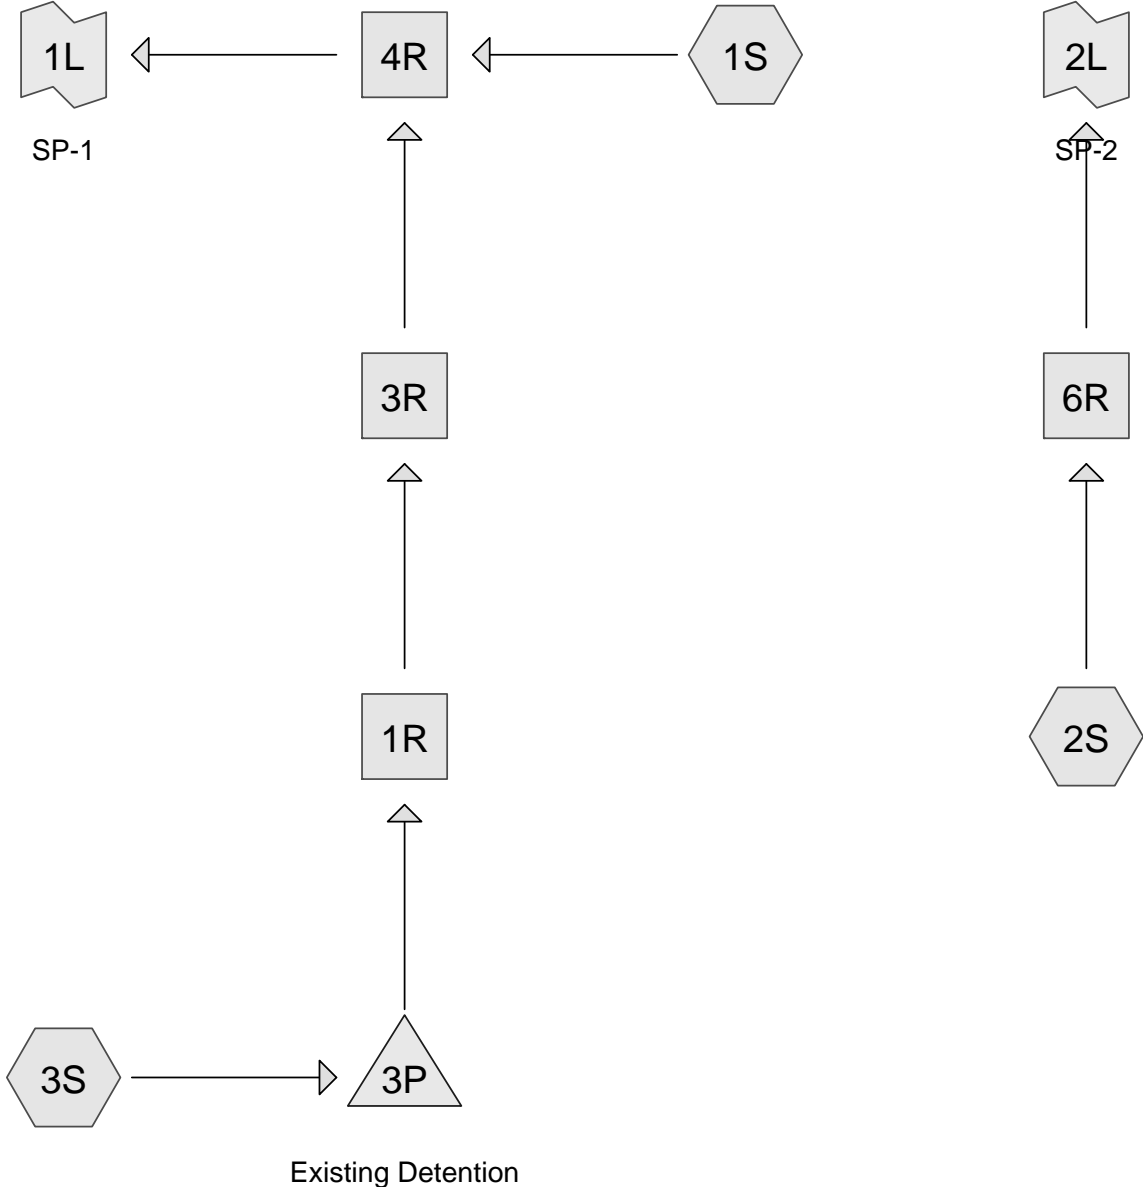 1L
4R
1S
2L
SP-1
SP-2
3R
6R
1R
2S
3S
3P
Existing Detention